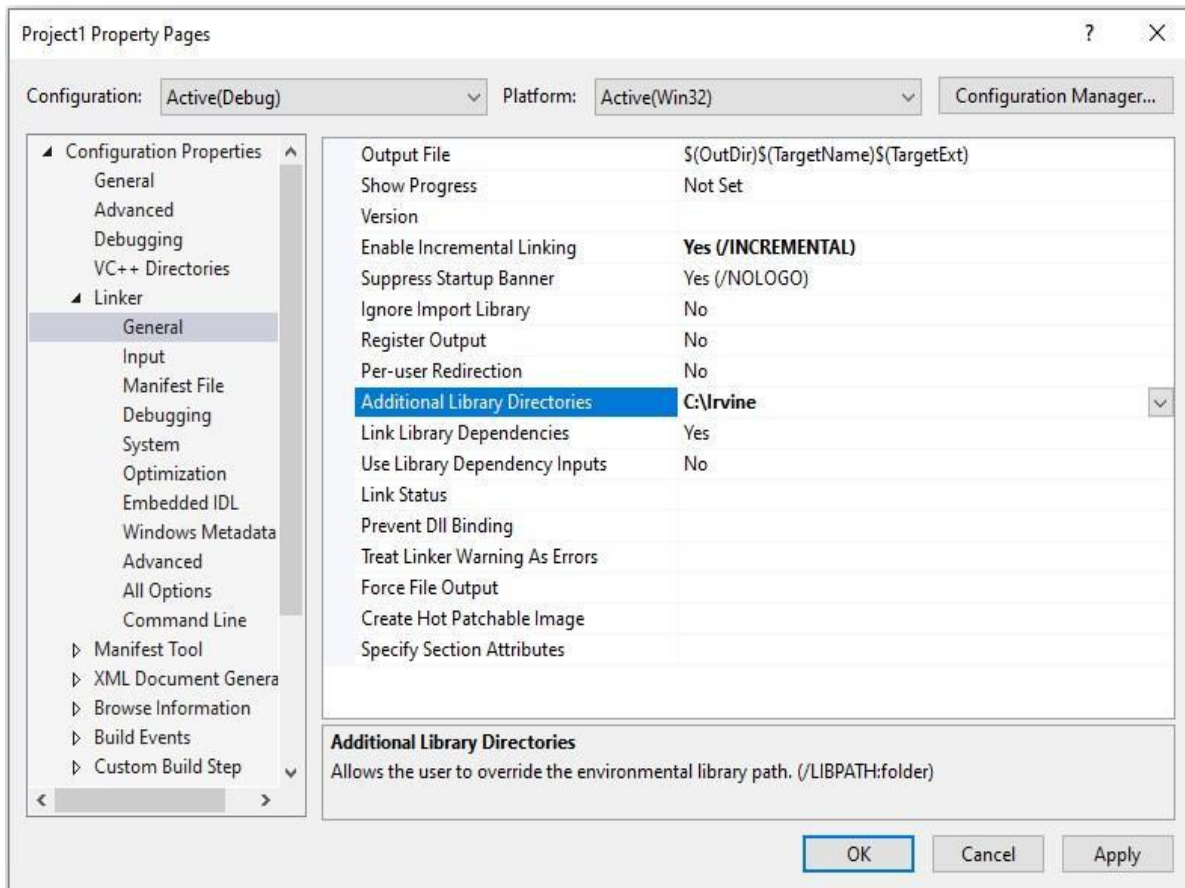 Project1 Property Pages
?
Configuration: Active(Debug) Platform: Active(Win32) Configuration Manager...
Configuration Properties
General
Advanced
Debugging
VC++ Directories
Linker
General
Input
Manifest File
Debugging
System
Optimization
Embedded IDL
Windows Metadata
Advanced
All Options
Command Line
Manifest Tool
XML Document Genera
Browse Information
Build Events
Custom Build Step
Output File $(OutDir)$(TargetName)$(TargetExt)
Show Progress Not Set
Version
Enable Incremental Linking Yes (/INCREMENTAL)
Suppress Startup Banner Yes (/NOLOGO)
Ignore Import Library No
Register Output No
Per-user Redirection No
Additional Library Directories C:\Irvine
Link Library Dependencies Yes
Use Library Dependency Inputs No
Link Status
Prevent Dll Binding
Treat Linker Warning As Errors
Force File Output
Create Hot Patchable Image
Specify Section Attributes
Additional Library Directories
Allows the user to override the environmental library path. (/LIBPATH:folder)
OK Cancel Apply